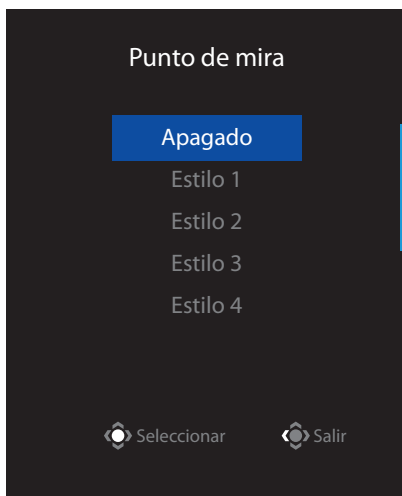 Punto de mira
Apagado
Estilo 1
Estilo 2
Estilo 3
Estilo 4
Seleccionar Salir